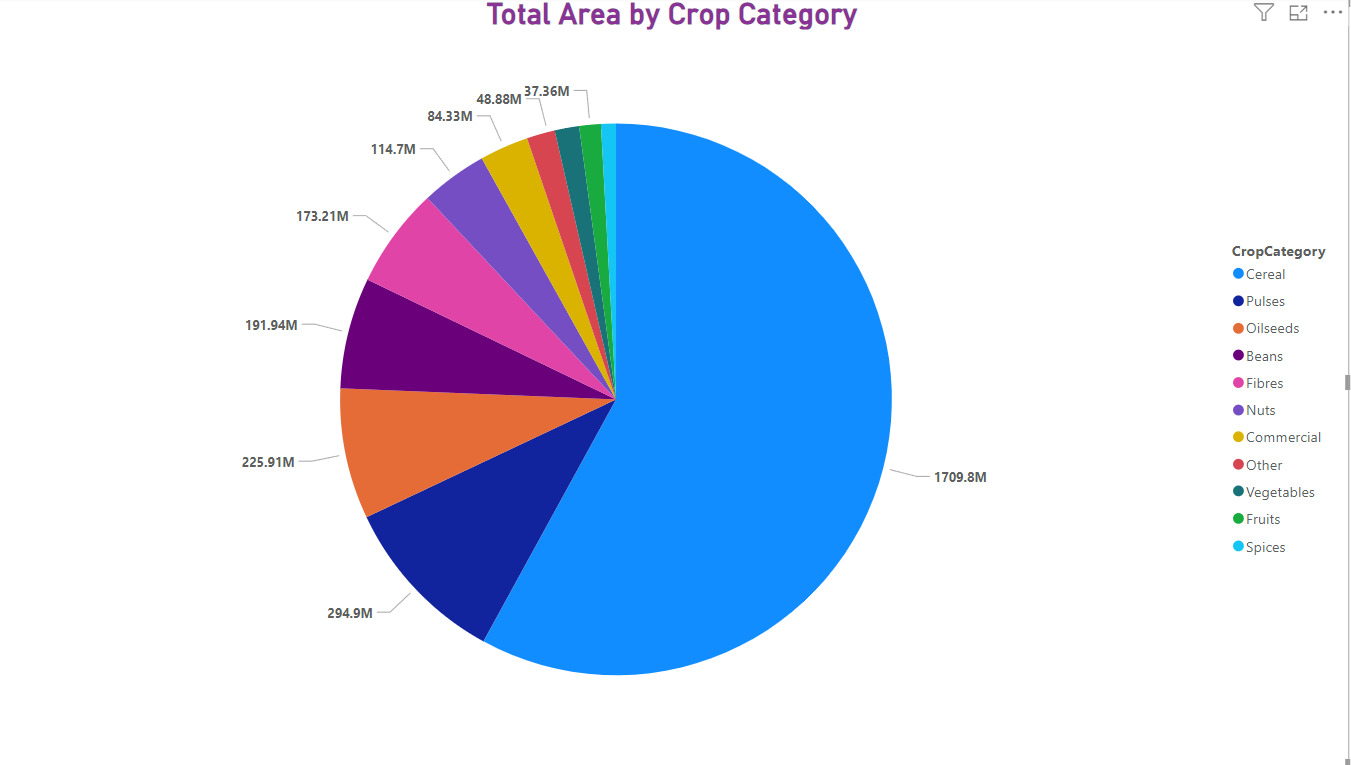 Total Area by Crop Category
37.36M
48.88M
84.33M
114.7M
173.21M
191.94M
225.91M
294.9M
1709.8M
CropCategory
Cereal
Pulses
Oilseeds
Beans
Fibres
Nuts
Commercial
Other
Vegetables
Fruits
Spices